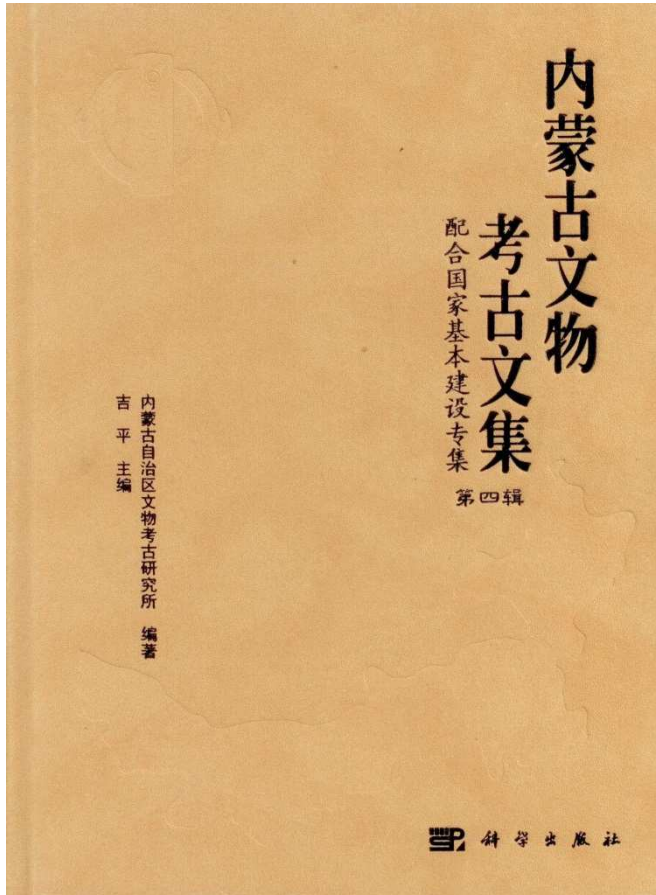 内蒙古文物
考古文集
第四辑
配合国家基本建设专集
内蒙古自治区文物考古研究所 编著
吉平 主编
科学出版社